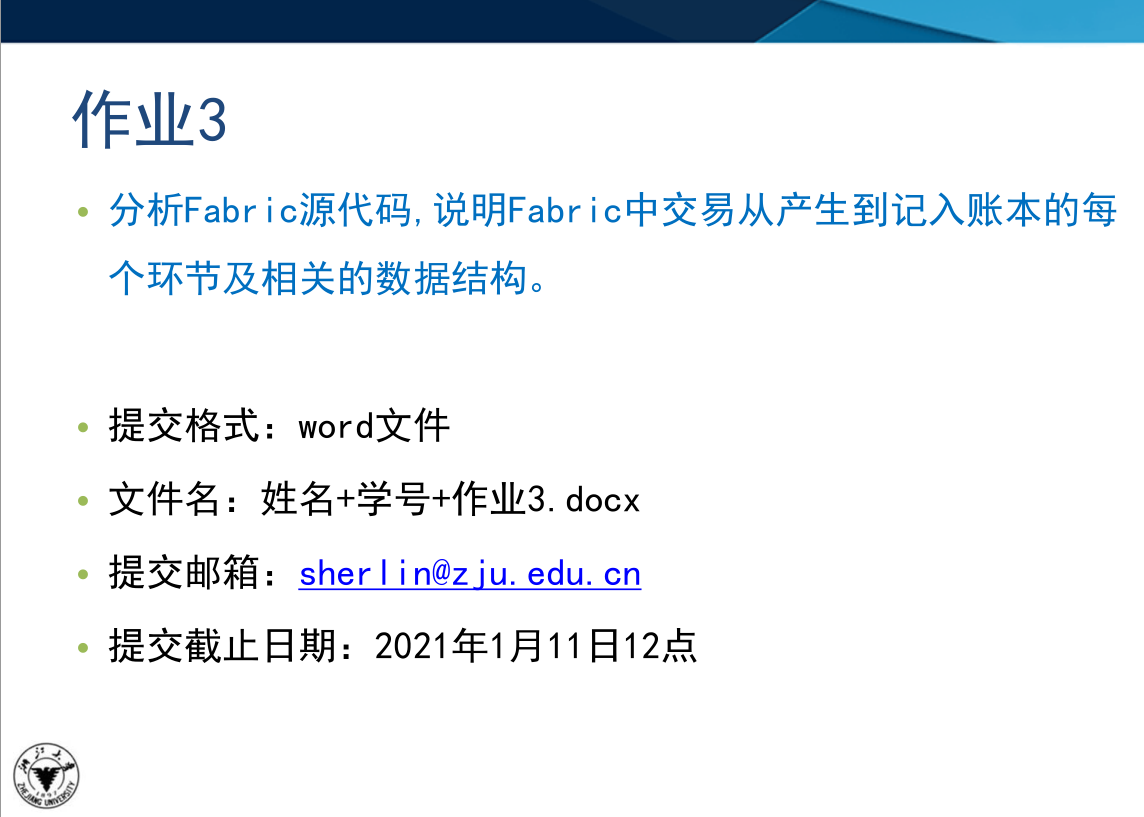 作业3
• 分析Fabric源代码,说明Fabric中交易从产生到记入账本的每
个环节及相关的数据结构。
• 提交格式：word文件
• 文件名：姓名+学号+作业3.docx
• 提交邮箱：sherlin@zju.edu.cn
• 提交截止日期：2021年1月11日12点
浙江大学
1897
ZHEJIANG UNIVERSITY